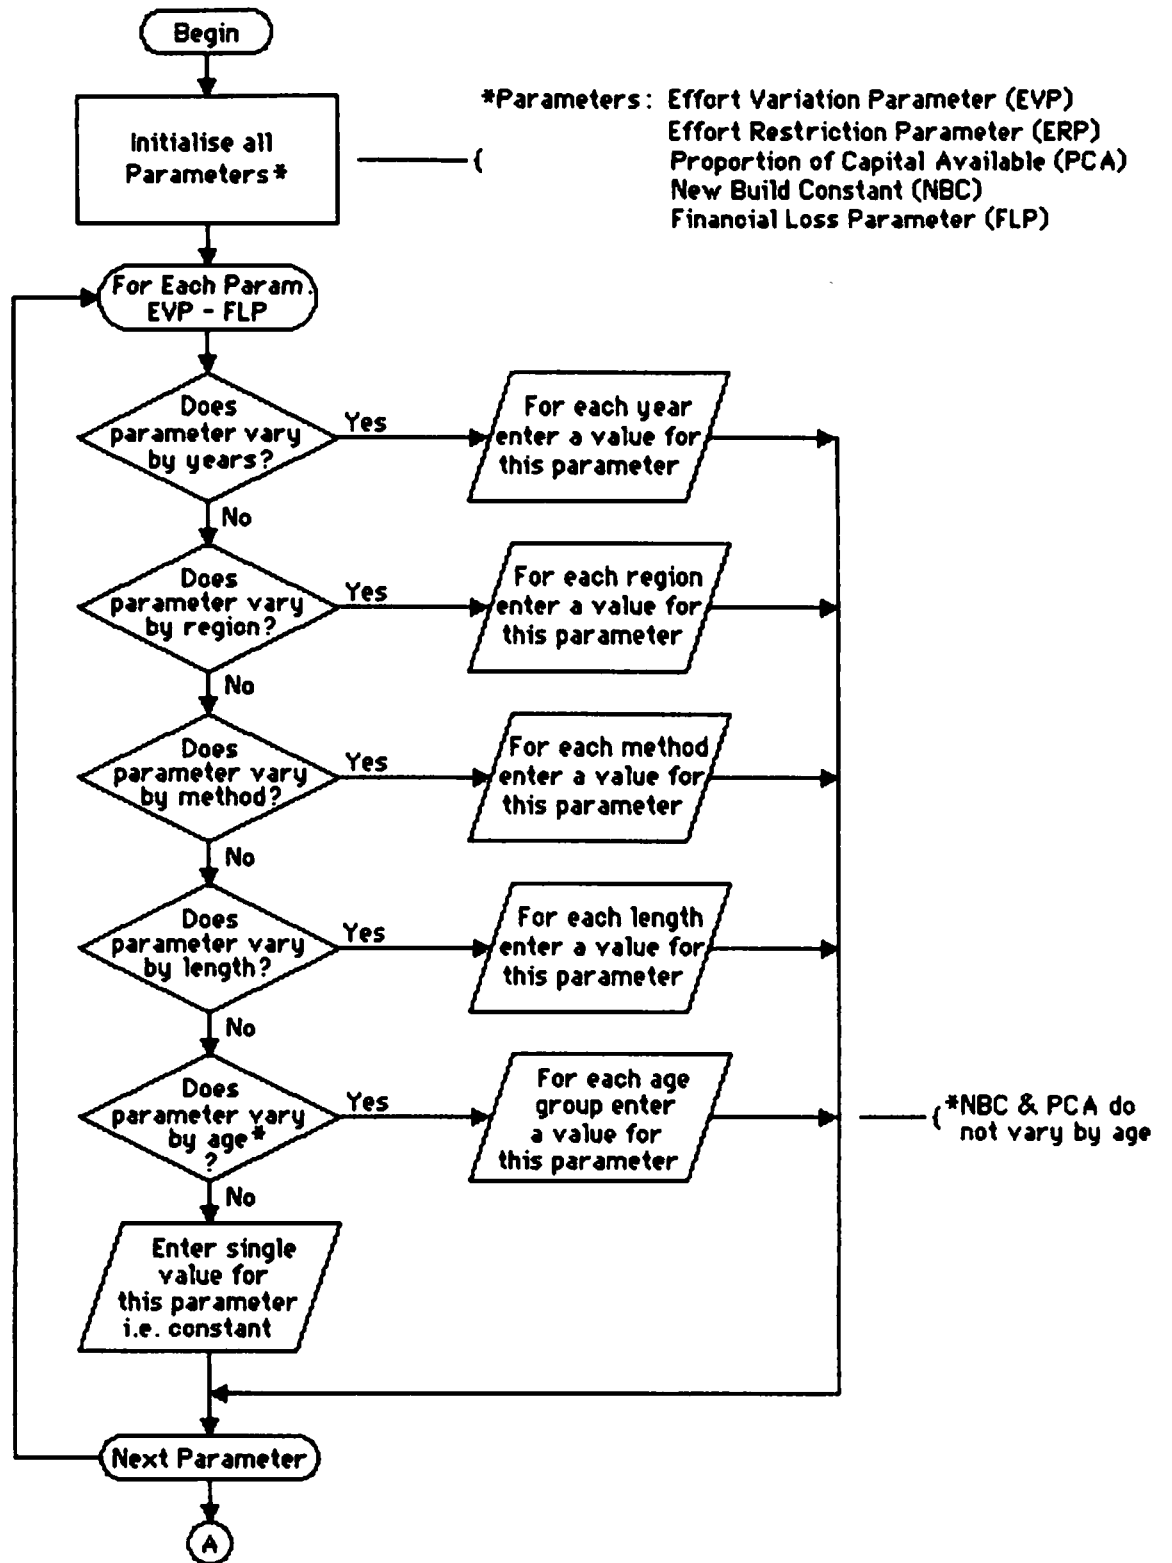 Begin
Initialise all
Parameters*
*Parameters: Effort Variation Parameter (EVP)
Effort Restriction Parameter (ERP)
Proportion of Capital Available (PCA)
New Build Constant (NBC)
Financial Loss Parameter (FLP)
For Each Param.
EVP - FLP
Does
parameter vary
by years?
Yes
For each year
enter a value for
this parameter
No
Does
parameter vary
by region?
Yes
For each region
enter a value for
this parameter
No
Does
parameter vary
by method?
Yes
For each method
enter a value for
this parameter
No
Does
parameter vary
by length?
Yes
For each length
enter a value for
this parameter
No
Does
parameter vary
by age*
?
Yes
For each age
group enter
a value for
this parameter
*NBC & PCA do
not vary by age
No
Enter single
value for
this parameter
i.e. constant
Next Parameter
A